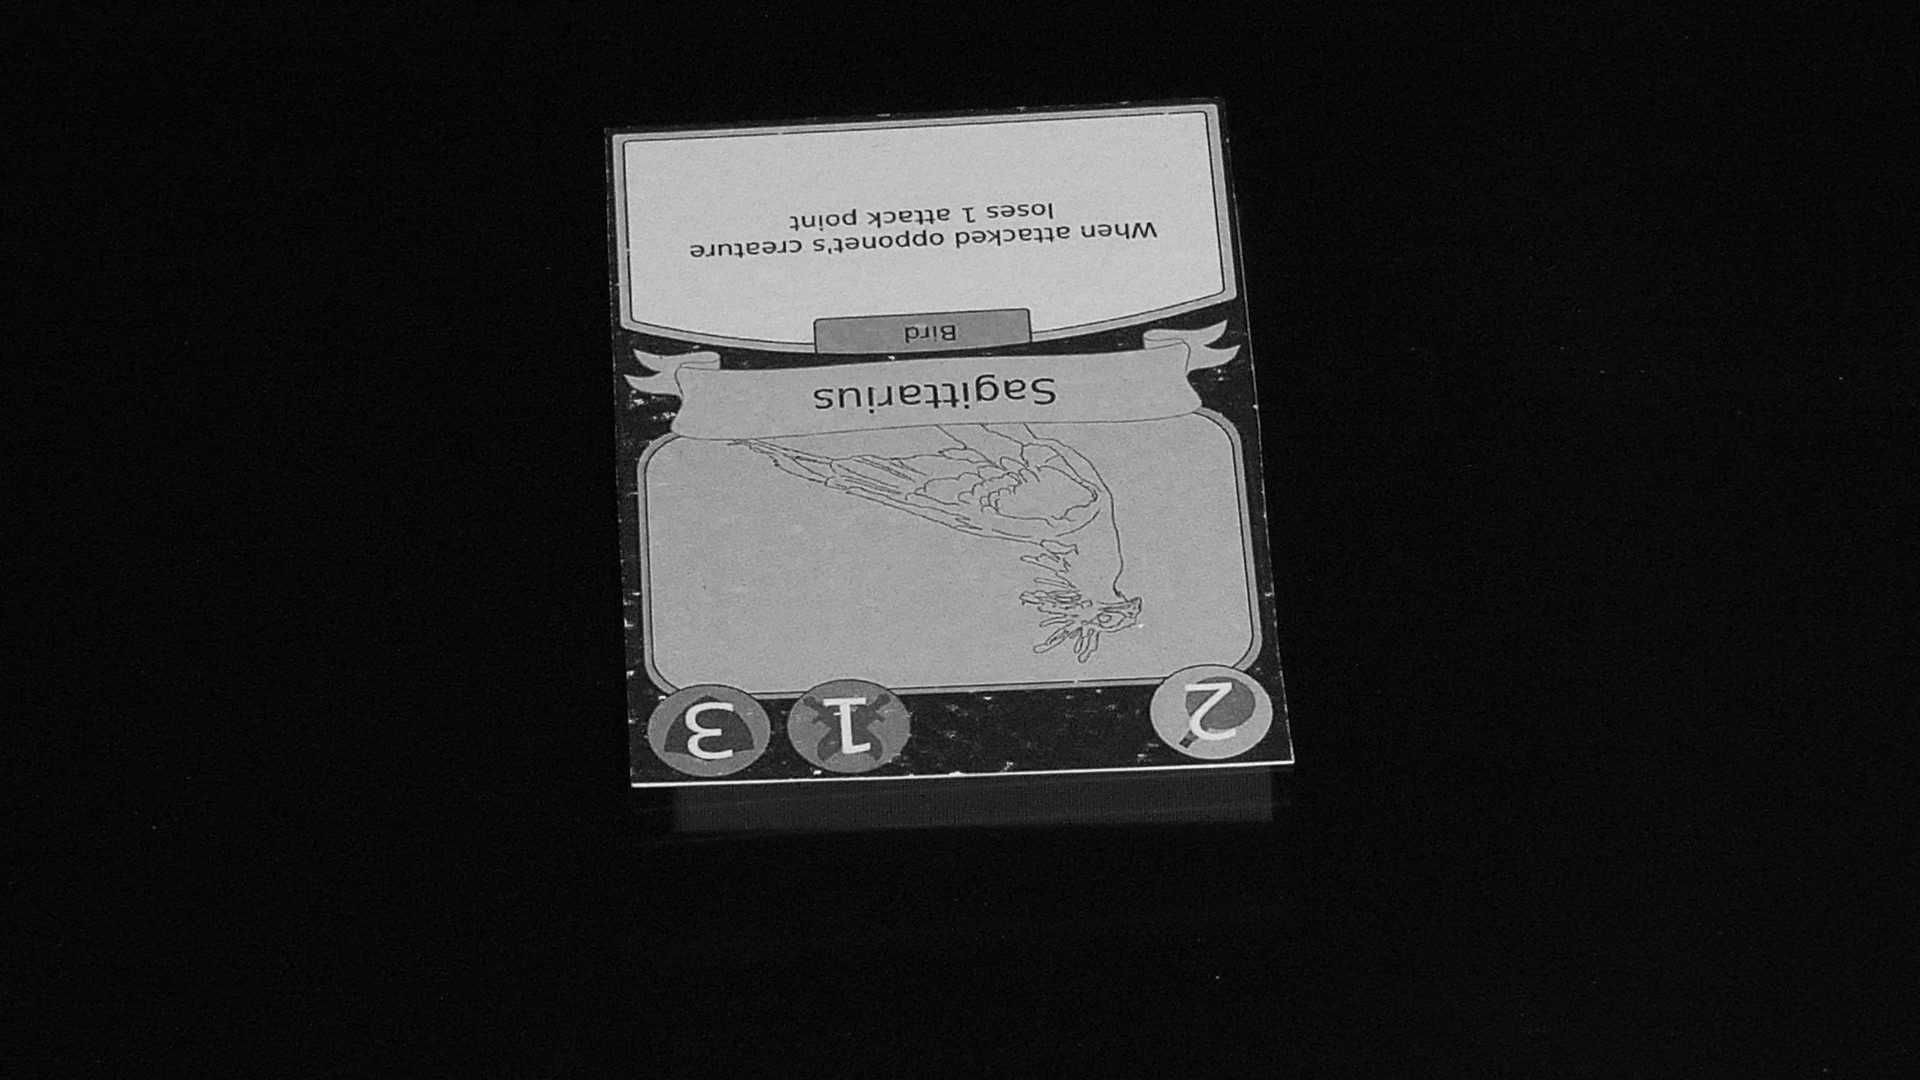 2 1 3
Sagittarius
Bird
When attacked opponet's creature
loses 1 attack point